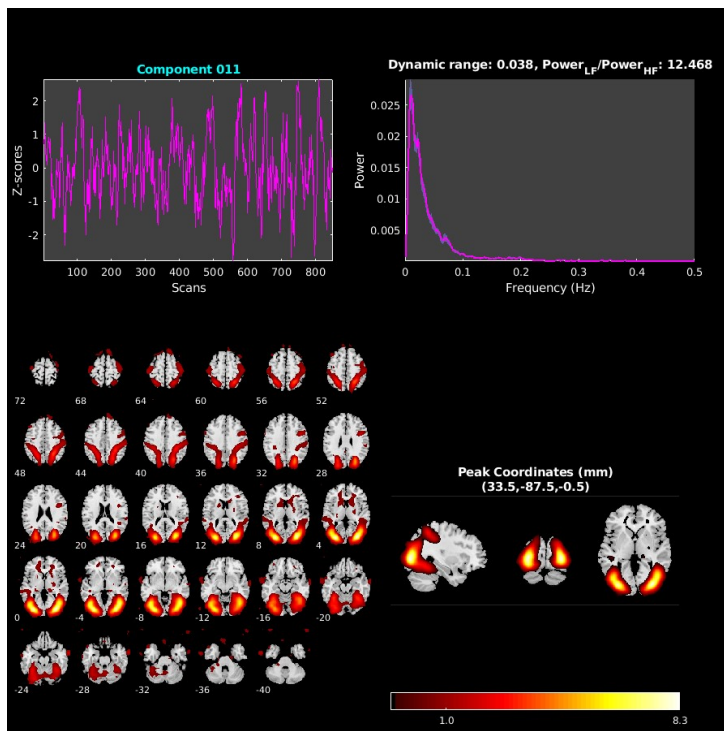 Component 011
Z-scores
2
1
0
-1
-2
100 200 300 400 500 600 700 800
Scans
Dynamic range: 0.038, PowerLF/PowerHF: 12.468
Power
0.025
0.02
0.015
0.01
0.005
0 0.1 0.2 0.3 0.4 0.5
Frequency (Hz)
72 68 64 60 56 52
48 44 40 36 32 28
24 20 16 12 8 4
0 -4 -8 -12 -16 -20
-24 -28 -32 -36 -40
Peak Coordinates (mm)
(33.5,-87.5,-0.5)
1.0 8.3